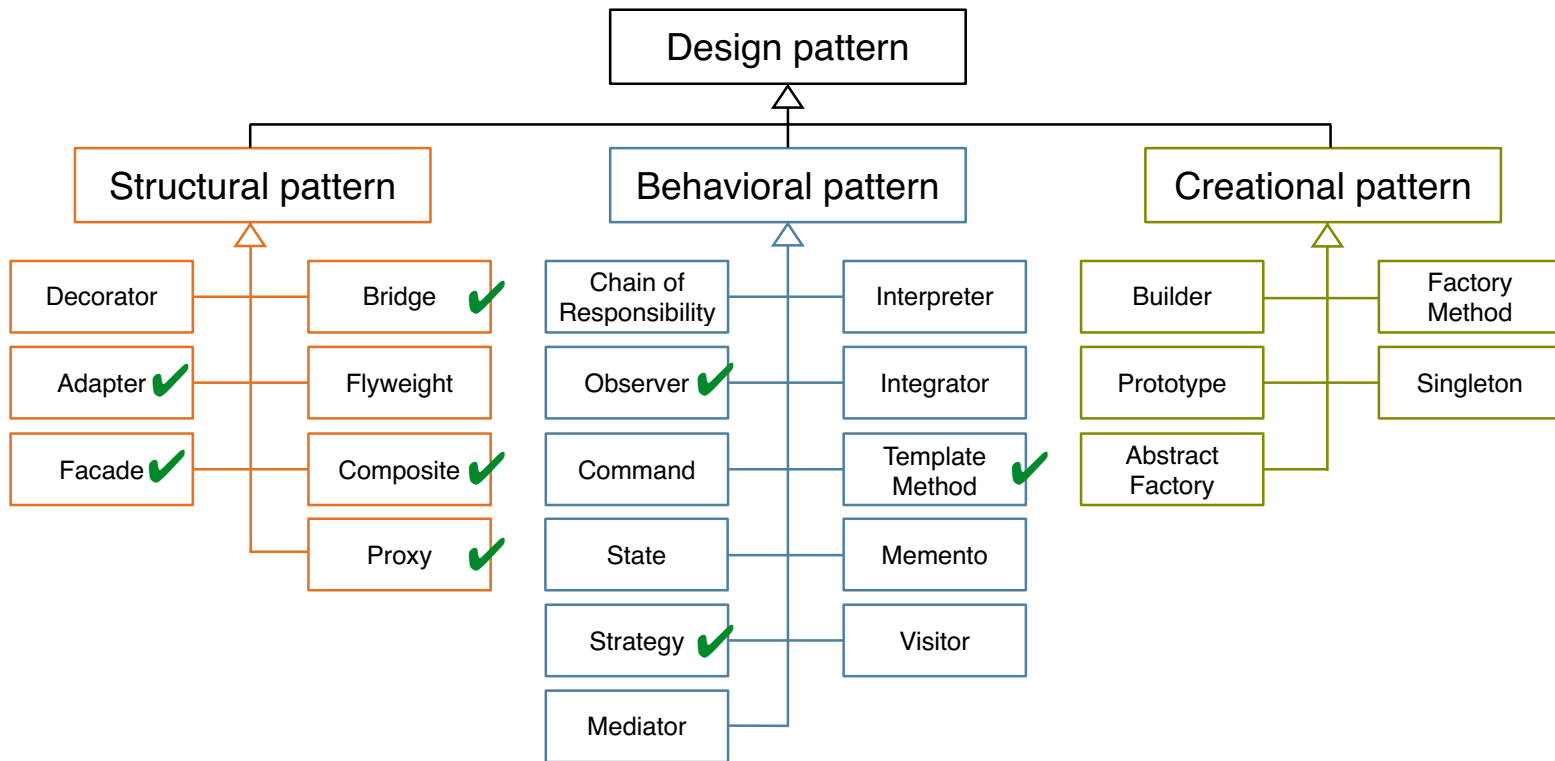 Design pattern
Structural pattern
Behavioral pattern
Creational pattern
Decorator
Bridge
Adapter
Flyweight
Facade
Composite
Proxy
Chain of
Responsibility
Interpreter
Observer
Integrator
Command
Template
Method
State
Memento
Strategy
Visitor
Mediator
Builder
Factory
Method
Prototype
Singleton
Abstract
Factory